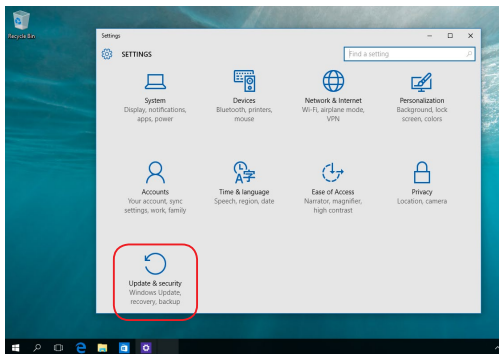 Recycle Bin
Settings
SETTINGS
Find a setting
System
Display, notifications,
apps, power
Devices
Bluetooth, printers,
mouse
Network & Internet
Wi-Fi, airplane mode,
VPN
Personalization
Background, lock
screen, colors
Accounts
Your account, sync
settings, work, family
Time & language
Speech, region, date
Ease of Access
Narrator, magnifier,
high contrast
Privacy
Location, camera
Update & security
Windows Update,
recovery, backup